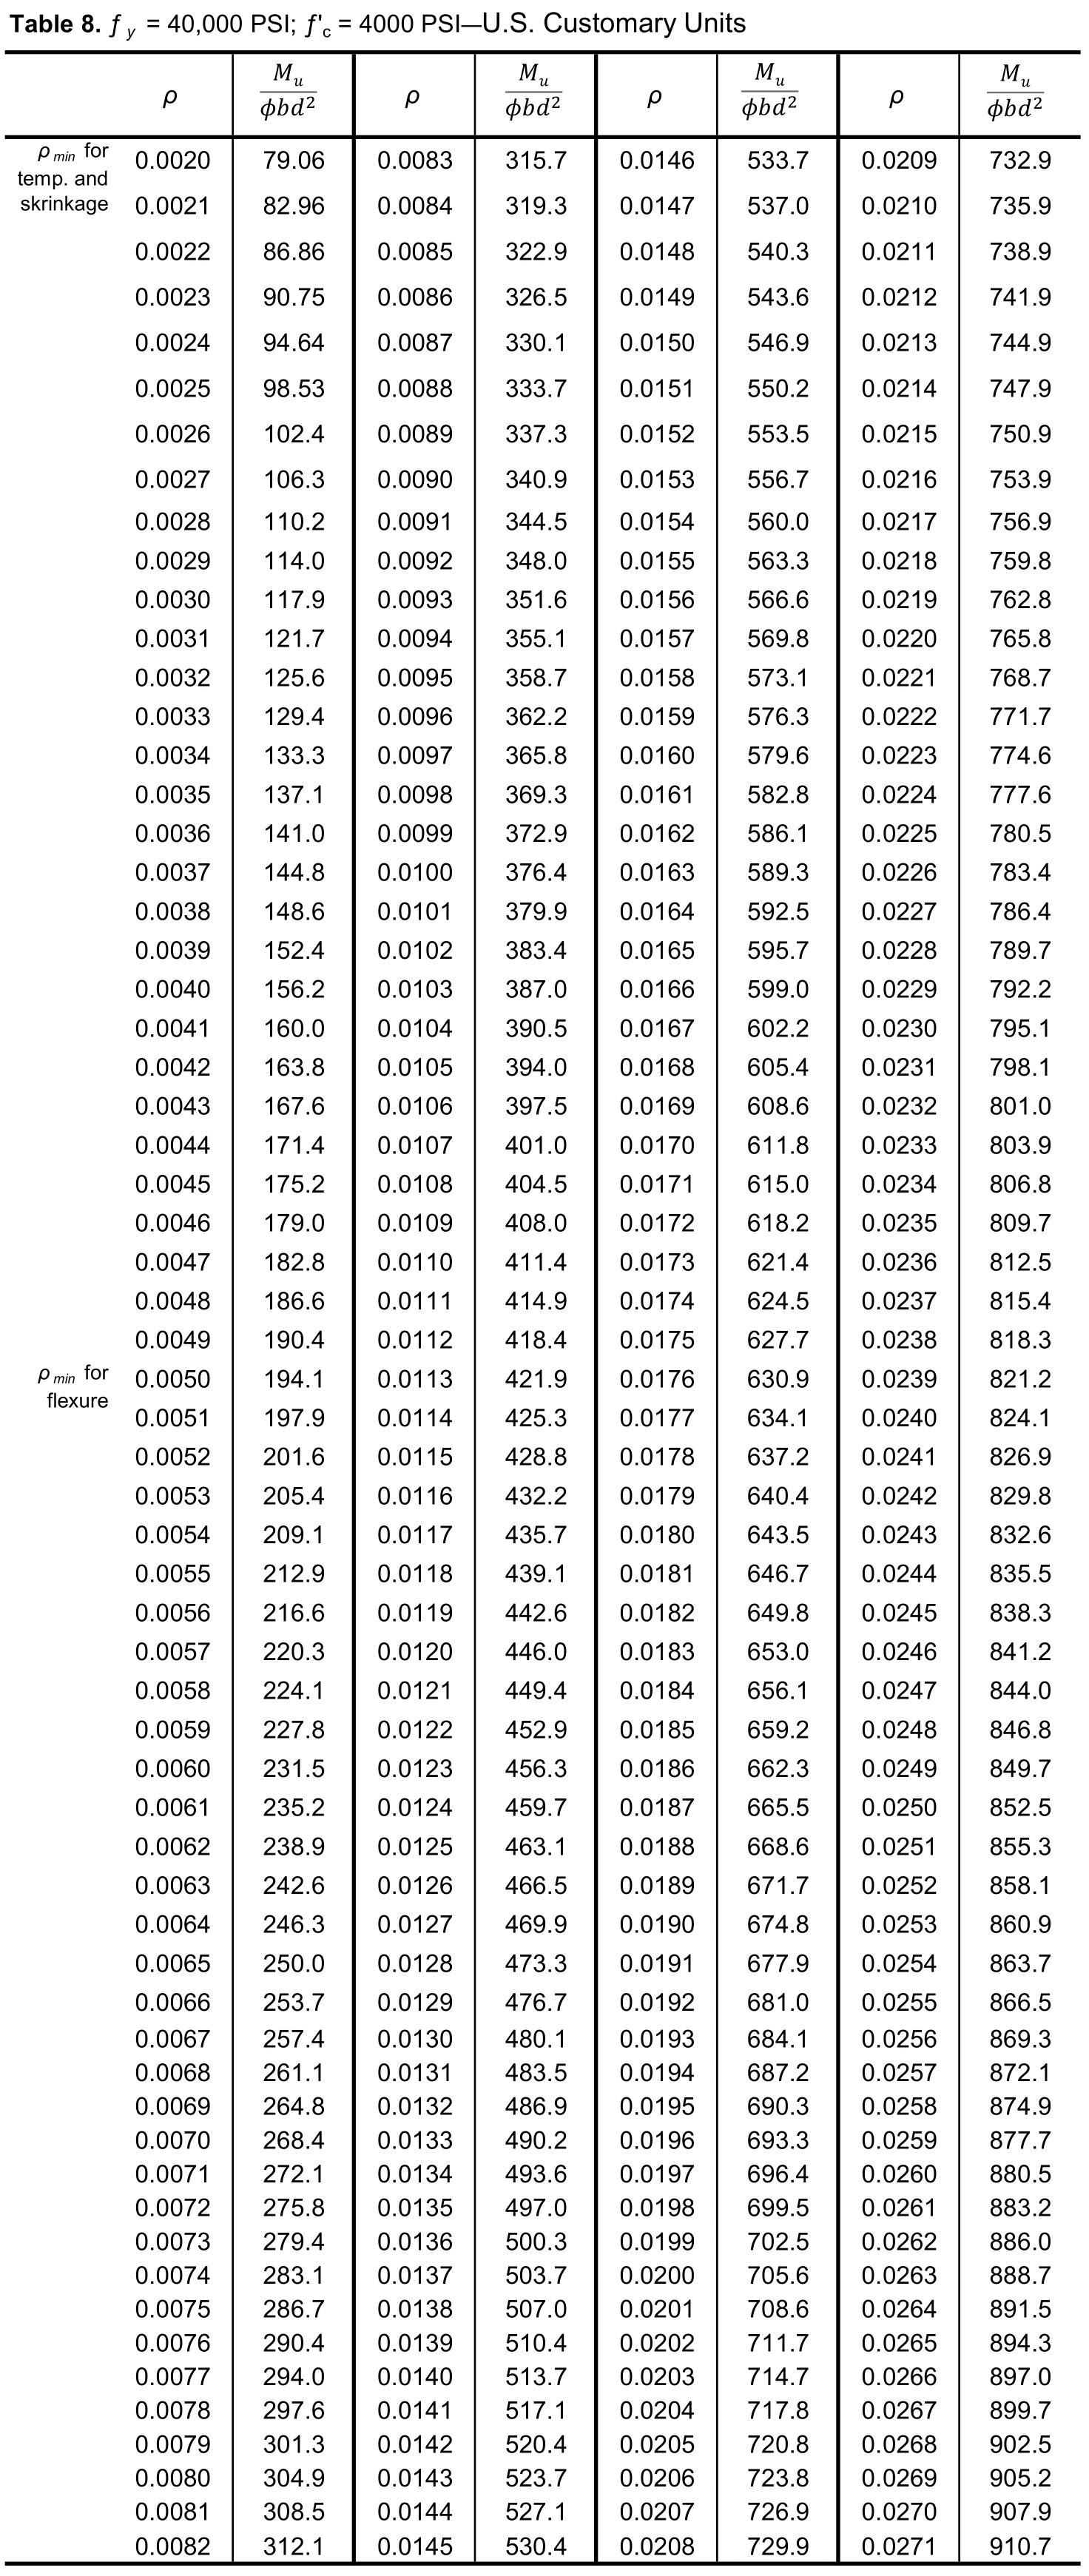 Table 8. ƒ y = 40,000 PSI; ƒ'c = 4000 PSI—U.S. Customary Units
ρ Mu/ϕbd² ρ Mu/ϕbd² ρ Mu/ϕbd² ρ Mu/ϕbd²
ρ min for 0.0020 79.06 0.0083 315.7 0.0146 533.7 0.0209 732.9
temp. and
skrinkage 0.0021 82.96 0.0084 319.3 0.0147 537.0 0.0210 735.9
0.0022 86.86 0.0085 322.9 0.0148 540.3 0.0211 738.9
0.0023 90.75 0.0086 326.5 0.0149 543.6 0.0212 741.9
0.0024 94.64 0.0087 330.1 0.0150 546.9 0.0213 744.9
0.0025 98.53 0.0088 333.7 0.0151 550.2 0.0214 747.9
0.0026 102.4 0.0089 337.3 0.0152 553.5 0.0215 750.9
0.0027 106.3 0.0090 340.9 0.0153 556.7 0.0216 753.9
0.0028 110.2 0.0091 344.5 0.0154 560.0 0.0217 756.9
0.0029 114.0 0.0092 348.0 0.0155 563.3 0.0218 759.8
0.0030 117.9 0.0093 351.6 0.0156 566.6 0.0219 762.8
0.0031 121.7 0.0094 355.1 0.0157 569.8 0.0220 765.8
0.0032 125.6 0.0095 358.7 0.0158 573.1 0.0221 768.7
0.0033 129.4 0.0096 362.2 0.0159 576.3 0.0222 771.7
0.0034 133.3 0.0097 365.8 0.0160 579.6 0.0223 774.6
0.0035 137.1 0.0098 369.3 0.0161 582.8 0.0224 777.6
0.0036 141.0 0.0099 372.9 0.0162 586.1 0.0225 780.5
0.0037 144.8 0.0100 376.4 0.0163 589.3 0.0226 783.4
0.0038 148.6 0.0101 379.9 0.0164 592.5 0.0227 786.4
0.0039 152.4 0.0102 383.4 0.0165 595.7 0.0228 789.7
0.0040 156.2 0.0103 387.0 0.0166 599.0 0.0229 792.2
0.0041 160.0 0.0104 390.5 0.0167 602.2 0.0230 795.1
0.0042 163.8 0.0105 394.0 0.0168 605.4 0.0231 798.1
0.0043 167.6 0.0106 397.5 0.0169 608.6 0.0232 801.0
0.0044 171.4 0.0107 401.0 0.0170 611.8 0.0233 803.9
0.0045 175.2 0.0108 404.5 0.0171 615.0 0.0234 806.8
0.0046 179.0 0.0109 408.0 0.0172 618.2 0.0235 809.7
0.0047 182.8 0.0110 411.4 0.0173 621.4 0.0236 812.5
0.0048 186.6 0.0111 414.9 0.0174 624.5 0.0237 815.4
0.0049 190.4 0.0112 418.4 0.0175 627.7 0.0238 818.3
ρ min for 0.0050 194.1 0.0113 421.9 0.0176 630.9 0.0239 821.2
flexure
0.0051 197.9 0.0114 425.3 0.0177 634.1 0.0240 824.1
0.0052 201.6 0.0115 428.8 0.0178 637.2 0.0241 826.9
0.0053 205.4 0.0116 432.2 0.0179 640.4 0.0242 829.8
0.0054 209.1 0.0117 435.7 0.0180 643.5 0.0243 832.6
0.0055 212.9 0.0118 439.1 0.0181 646.7 0.0244 835.5
0.0056 216.6 0.0119 442.6 0.0182 649.8 0.0245 838.3
0.0057 220.3 0.0120 446.0 0.0183 653.0 0.0246 841.2
0.0058 224.1 0.0121 449.4 0.0184 656.1 0.0247 844.0
0.0059 227.8 0.0122 452.9 0.0185 659.2 0.0248 846.8
0.0060 231.5 0.0123 456.3 0.0186 662.3 0.0249 849.7
0.0061 235.2 0.0124 459.7 0.0187 665.5 0.0250 852.5
0.0062 238.9 0.0125 463.1 0.0188 668.6 0.0251 855.3
0.0063 242.6 0.0126 466.5 0.0189 671.7 0.0252 858.1
0.0064 246.3 0.0127 469.9 0.0190 674.8 0.0253 860.9
0.0065 250.0 0.0128 473.3 0.0191 677.9 0.0254 863.7
0.0066 253.7 0.0129 476.7 0.0192 681.0 0.0255 866.5
0.0067 257.4 0.0130 480.1 0.0193 684.1 0.0256 869.3
0.0068 261.1 0.0131 483.5 0.0194 687.2 0.0257 872.1
0.0069 264.8 0.0132 486.9 0.0195 690.3 0.0258 874.9
0.0070 268.4 0.0133 490.2 0.0196 693.3 0.0259 877.7
0.0071 272.1 0.0134 493.6 0.0197 696.4 0.0260 880.5
0.0072 275.8 0.0135 497.0 0.0198 699.5 0.0261 883.2
0.0073 279.4 0.0136 500.3 0.0199 702.5 0.0262 886.0
0.0074 283.1 0.0137 503.7 0.0200 705.6 0.0263 888.7
0.0075 286.7 0.0138 507.0 0.0201 708.6 0.0264 891.5
0.0076 290.4 0.0139 510.4 0.0202 711.7 0.0265 894.3
0.0077 294.0 0.0140 513.7 0.0203 714.7 0.0266 897.0
0.0078 297.6 0.0141 517.1 0.0204 717.8 0.0267 899.7
0.0079 301.3 0.0142 520.4 0.0205 720.8 0.0268 902.5
0.0080 304.9 0.0143 523.7 0.0206 723.8 0.0269 905.2
0.0081 308.5 0.0144 527.1 0.0207 726.9 0.0270 907.9
0.0082 312.1 0.0145 530.4 0.0208 729.9 0.0271 910.7